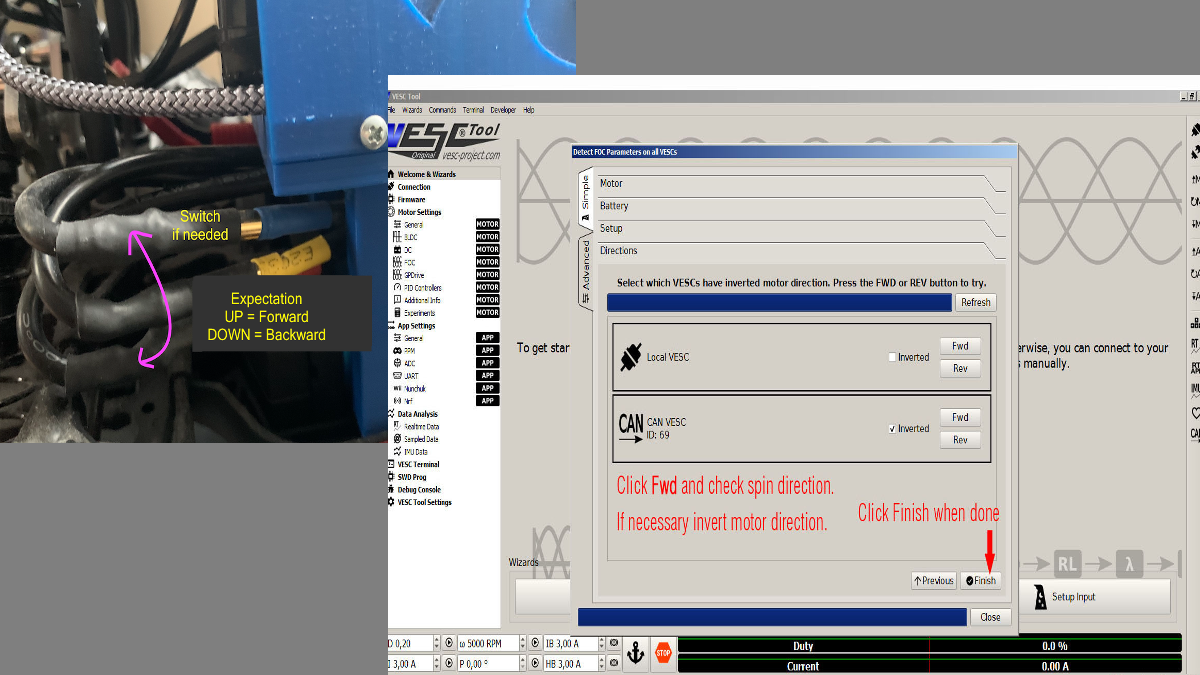 Switch
if needed
Expectation
UP = Forward
DOWN = Backward
VESC Tool
File Wizards Commands Terminal Developer Help
VESC® Tool
Original vesc-project.com
Welcome & Wizards
Connection
Firmware
Motor Settings
General MOTOR
BLDC MOTOR
DC MOTOR
FOC MOTOR
GPDrive MOTOR
PID Controllers MOTOR
Additional Info MOTOR
Experiments MOTOR
App Settings
General APP
PPM APP
ADC APP
UART APP
Nunchuk APP
Nrf APP
Data Analysis
Realtime Data
Sampled Data
IMU Data
VESC Terminal
SWD Prog
Debug Console
VESC Tool Settings
To get star
erwise, you can connect to your
s manually.
Detect FOC Parameters on all VESCs
Simple
Advanced
Motor
Battery
Setup
Directions
Select which VESCs have inverted motor direction. Press the FWD or REV button to try.
Refresh
Local VESC
Inverted
Fwd
Rev
CAN
CAN VESC
ID: 69
Inverted
Fwd
Rev
Click Fwd and check spin direction.
If necessary invert motor direction.
Click Finish when done
Previous Finish
Close
Wizards
RL λ
Setup Input
D 0,20 ω 5000 RPM IB 3,00 A
I 3,00 A P 0,00 ° HB 3,00 A
STOP
Duty 0.0 %
Current 0.00 A